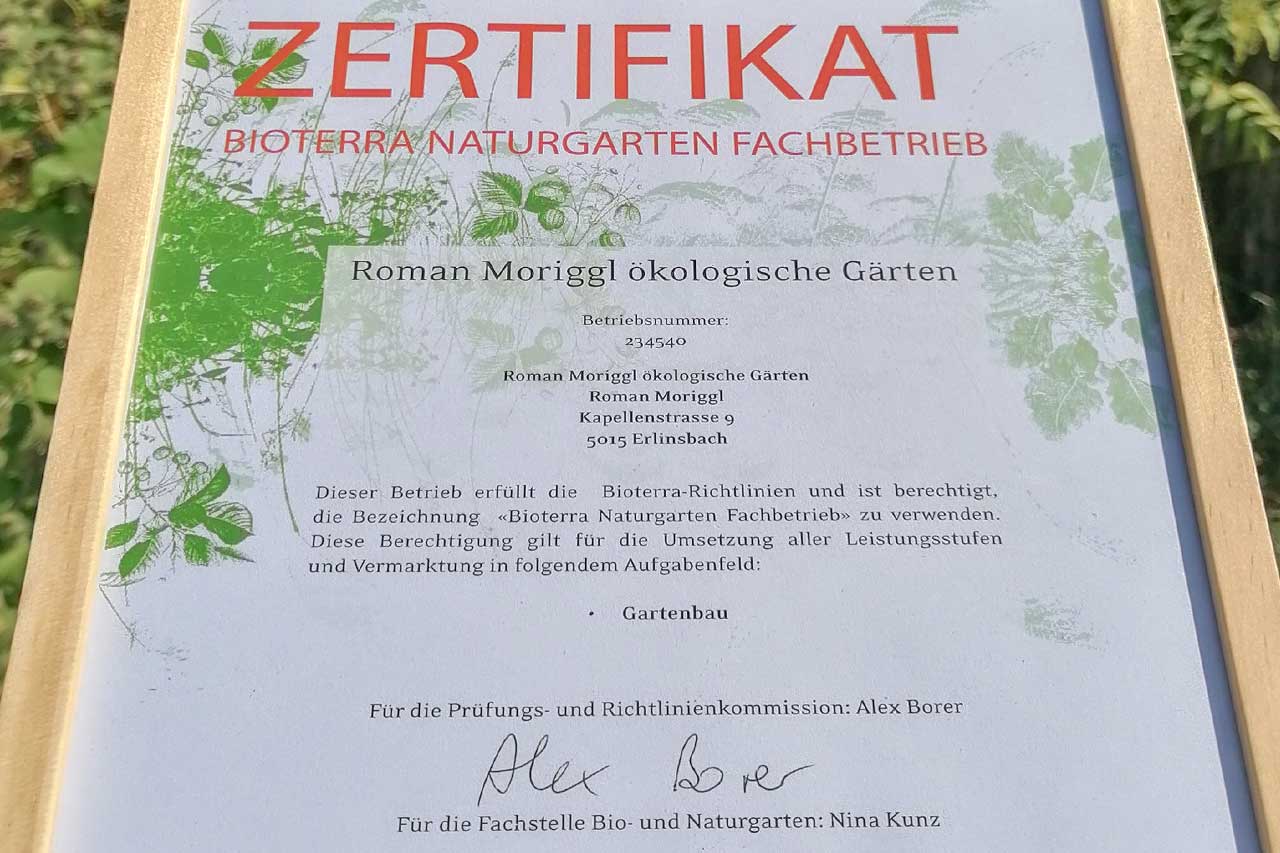 ZERTIFIKAT
BIOTERRA NATURGARTEN FACHBETRIEB
Roman Moriggl ökologische Gärten
Betriebsnummer:
234540
Roman Moriggl ökologische Gärten
Roman Moriggl
Kapellenstrasse 9
5015 Erlinsbach
Dieser Betrieb erfüllt die Bioterra-Richtlinien und ist berechtigt,
die Bezeichnung «Bioterra Naturgarten Fachbetrieb» zu verwenden.
Diese Berechtigung gilt für die Umsetzung aller Leistungsstufen
und Vermarktung in folgendem Aufgabenfeld:
• Gartenbau
Für die Prüfungs- und Richtlinienkommission: Alex Borer
Alex Borer
Für die Fachstelle Bio- und Naturgarten: Nina Kunz